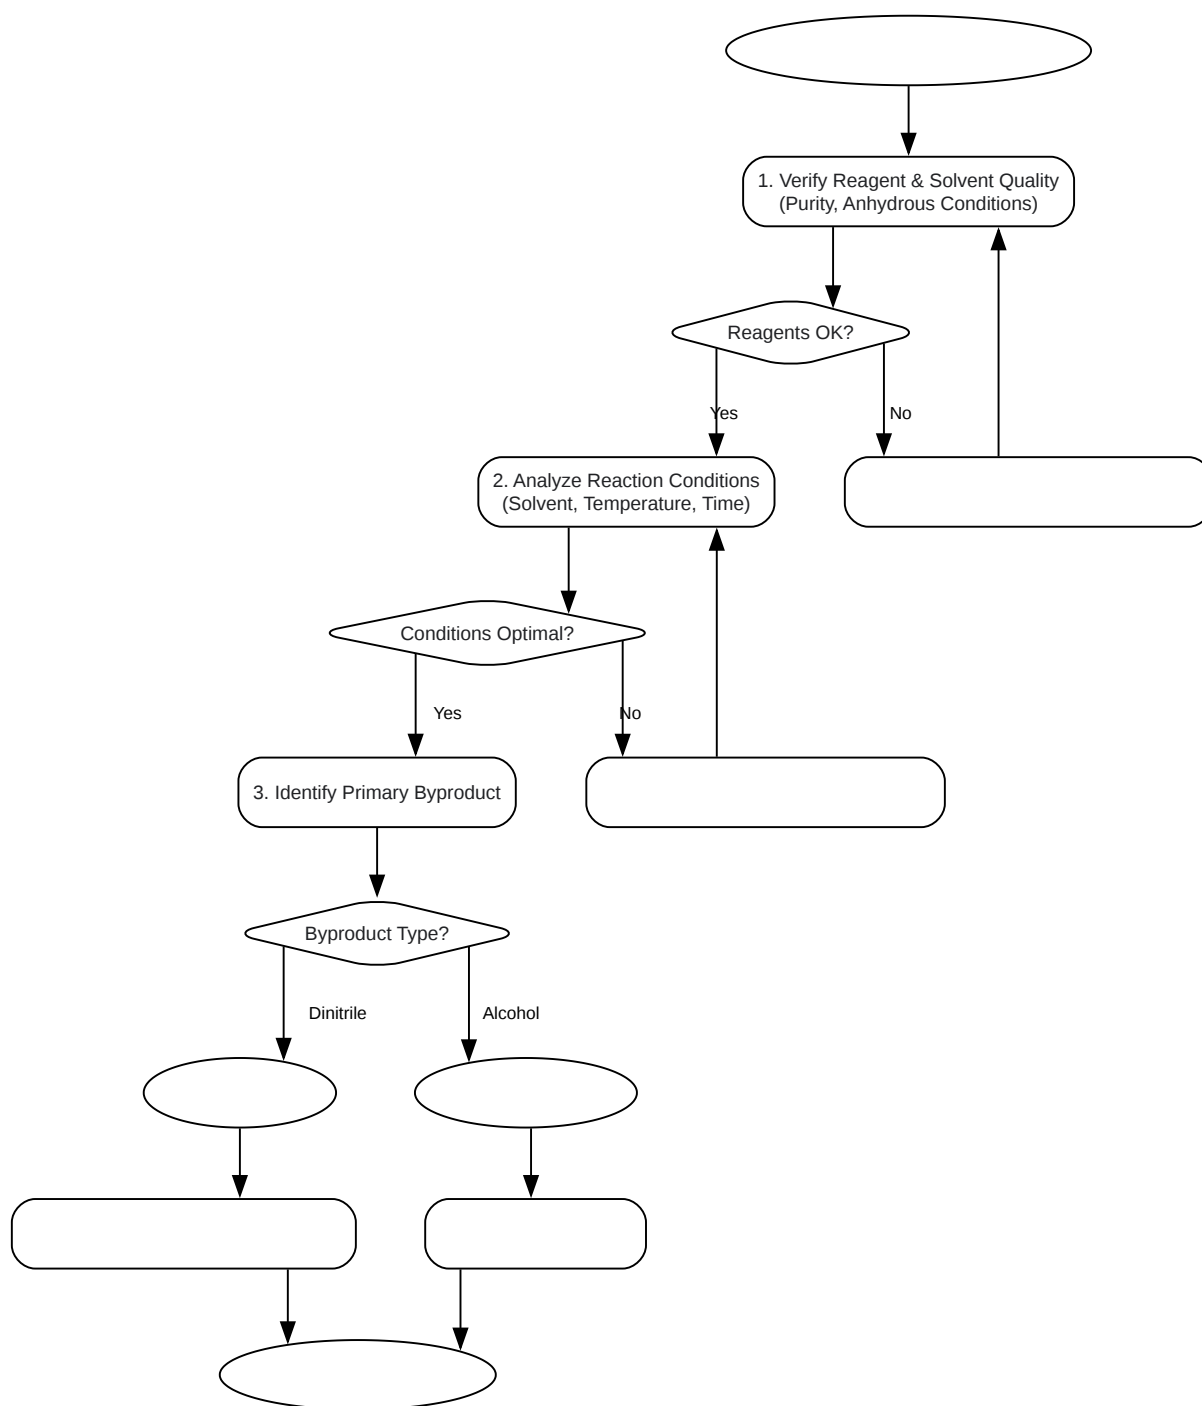 1. Verify Reagent & Solvent Quality
(Purity, Anhydrous Conditions)
Reagents OK?
Yes
No
2. Analyze Reaction Conditions
(Solvent, Temperature, Time)
Conditions Optimal?
Yes
No
3. Identify Primary Byproduct
Byproduct Type?
Dinitrile
Alcohol